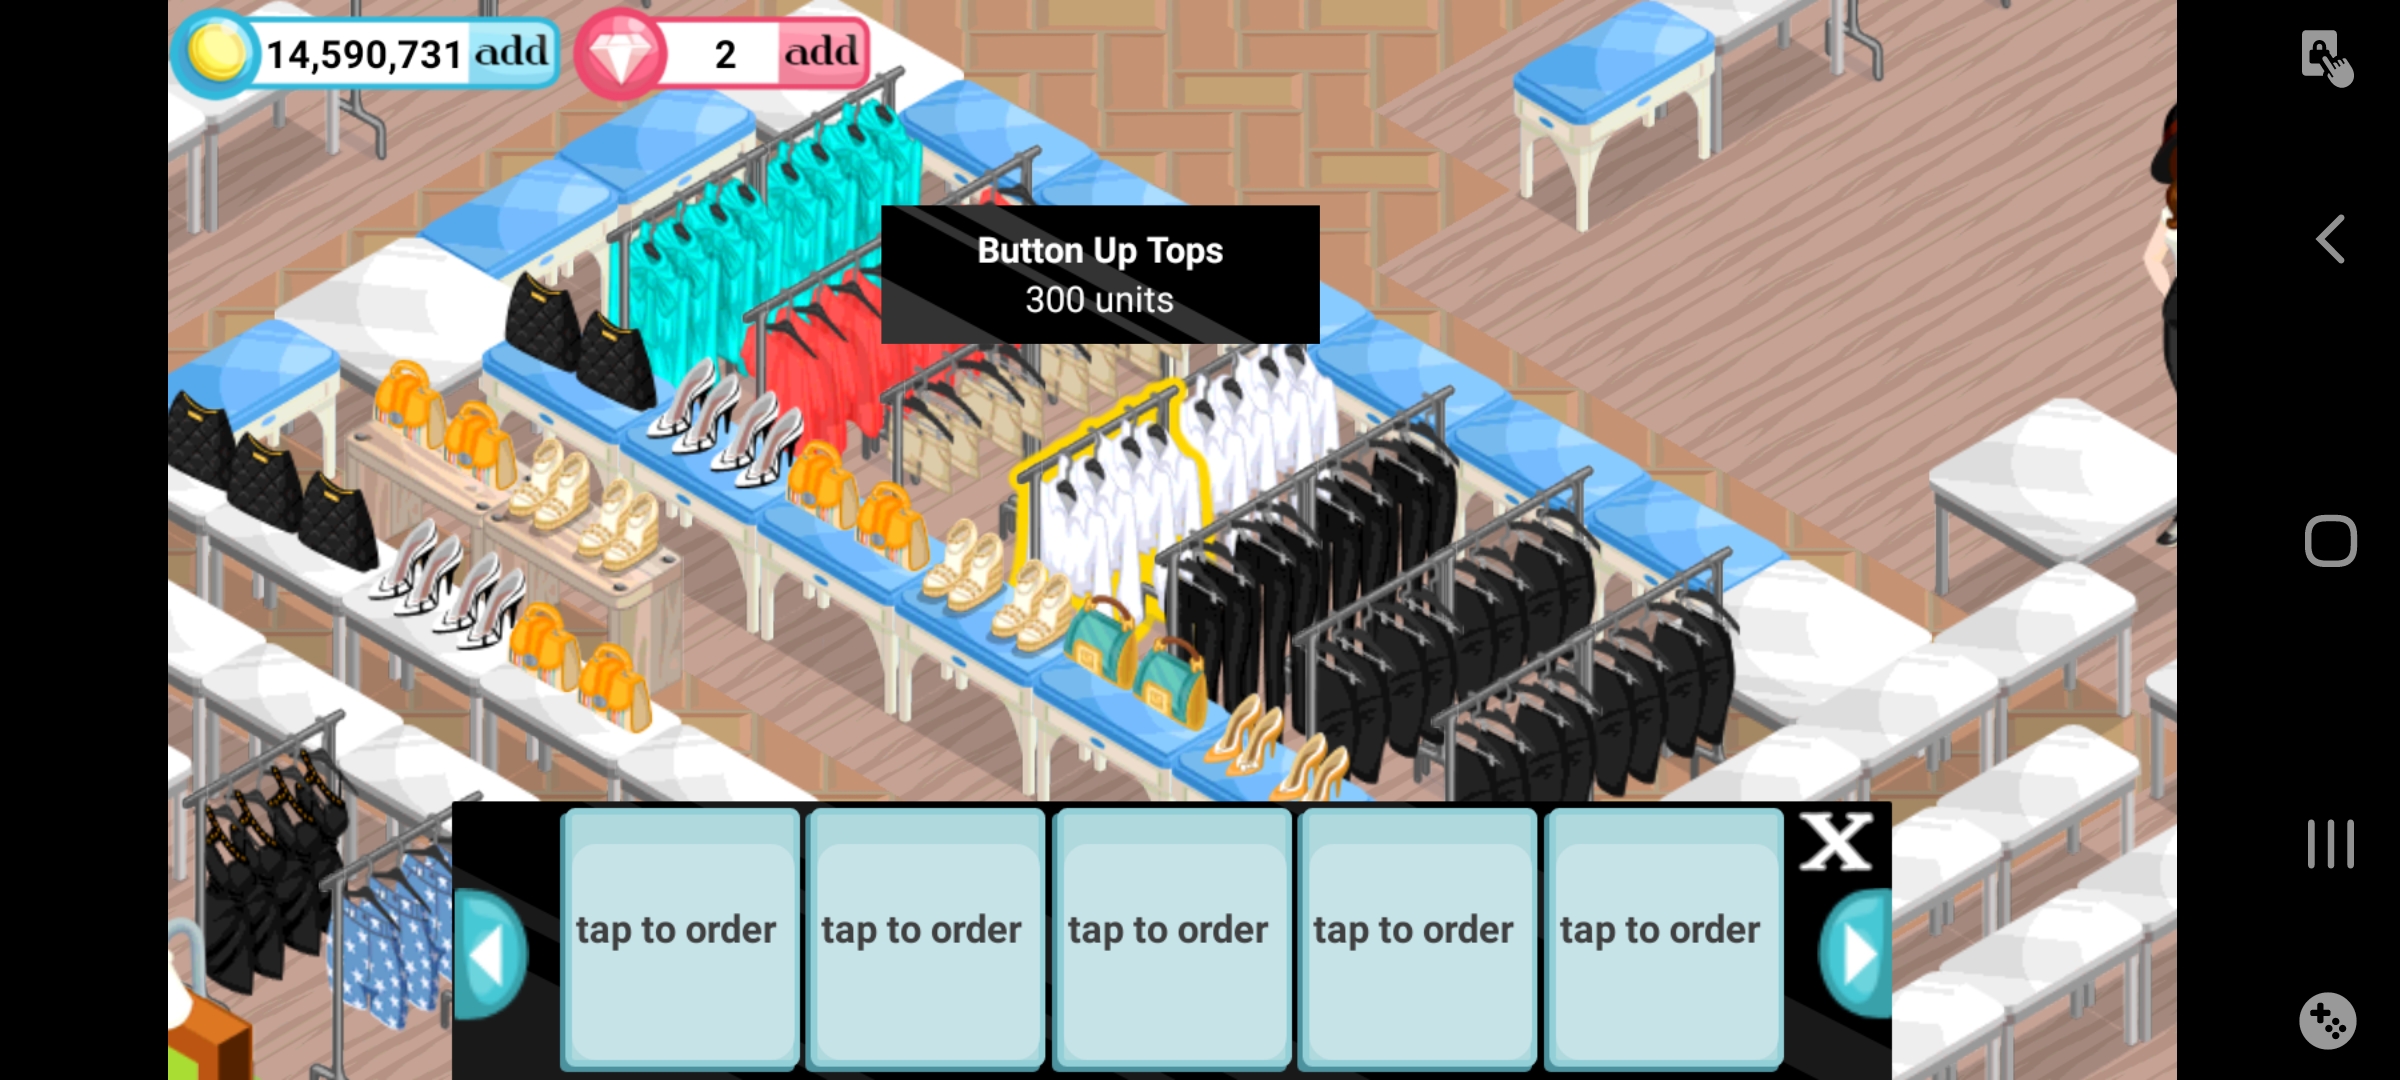 14,590,731 add
2 add
Button Up Tops
300 units
X
tap to order
tap to order
tap to order
tap to order
tap to order